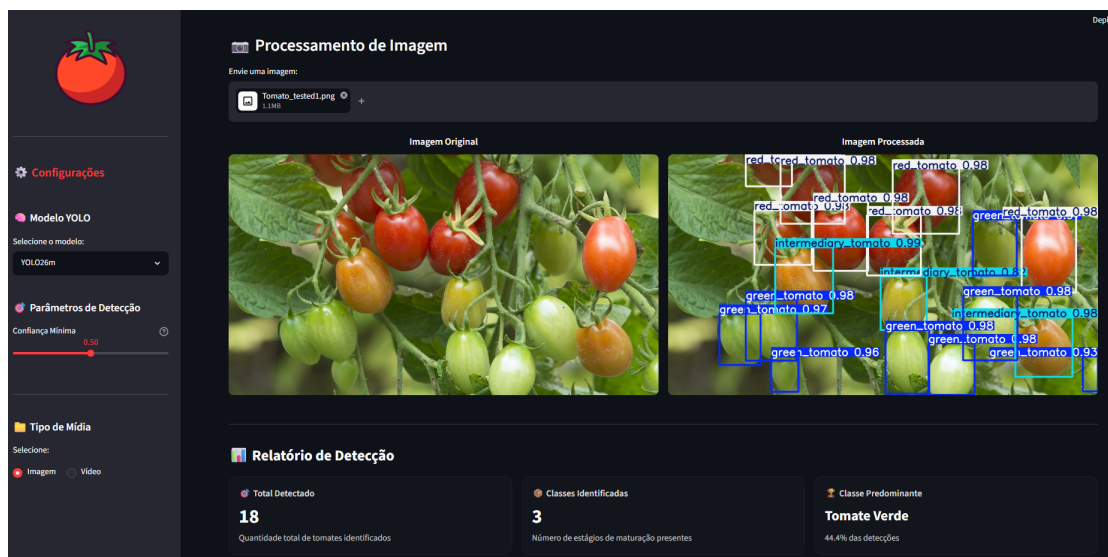 Depl
Configurações
Modelo YOLO
Selecione o modelo:
YOLO26m
Parâmetros de Detecção
Confiança Mínima
0.50
Tipo de Mídia
Selecione:
Imagem Vídeo
Processamento de Imagem
Envie uma imagem:
Tomato_tested1.png
1.1MB
Imagem Original
Imagem Processada
red_tomato 0.98
red_tomato 0.98
red_tomato 0.98
red_tomato 0.98
red_tomato 0.98
red_tomato 0.98
intermediary_tomato 0.99
green_tomato 0.98
green_tomato 0.98
intermediary_tomato 0.98
green_tomato 0.97
green_tomato 0.98
green_tomato 0.98
green_tomato 0.96
green_tomato 0.93
Relatório de Detecção
Total Detectado
18
Quantidade total de tomates identificados
Classes Identificadas
3
Número de estágios de maturação presentes
Classe Predominante
Tomate Verde
44.4% das detecções